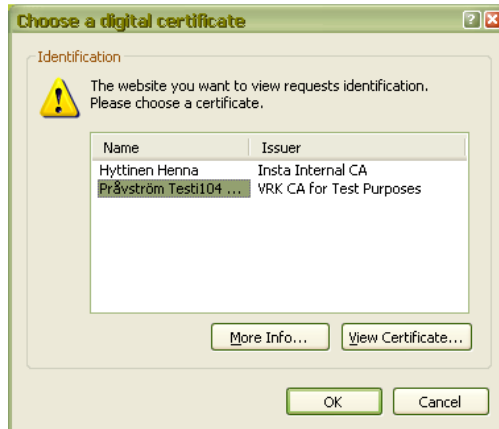 Choose a digital certificate
Identification
The website you want to view requests identification.
Please choose a certificate.
Name Issuer
Hyttinen Henna Insta Internal CA
Pråvström Testi104 ... VRK CA for Test Purposes
More Info... View Certificate...
OK Cancel